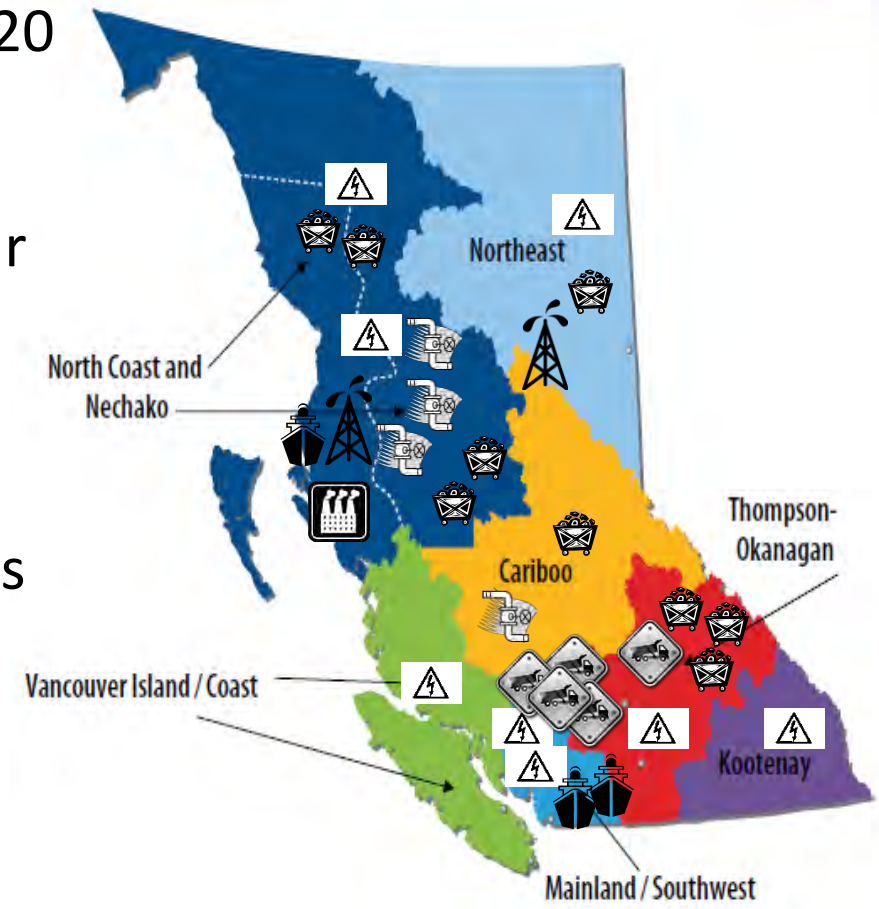 20
r
Northeast
North Coast and
Nechako
Thompson-
Okanagan
s
Cariboo
Vancouver Island / Coast
Kootenay
Mainland / Southwest